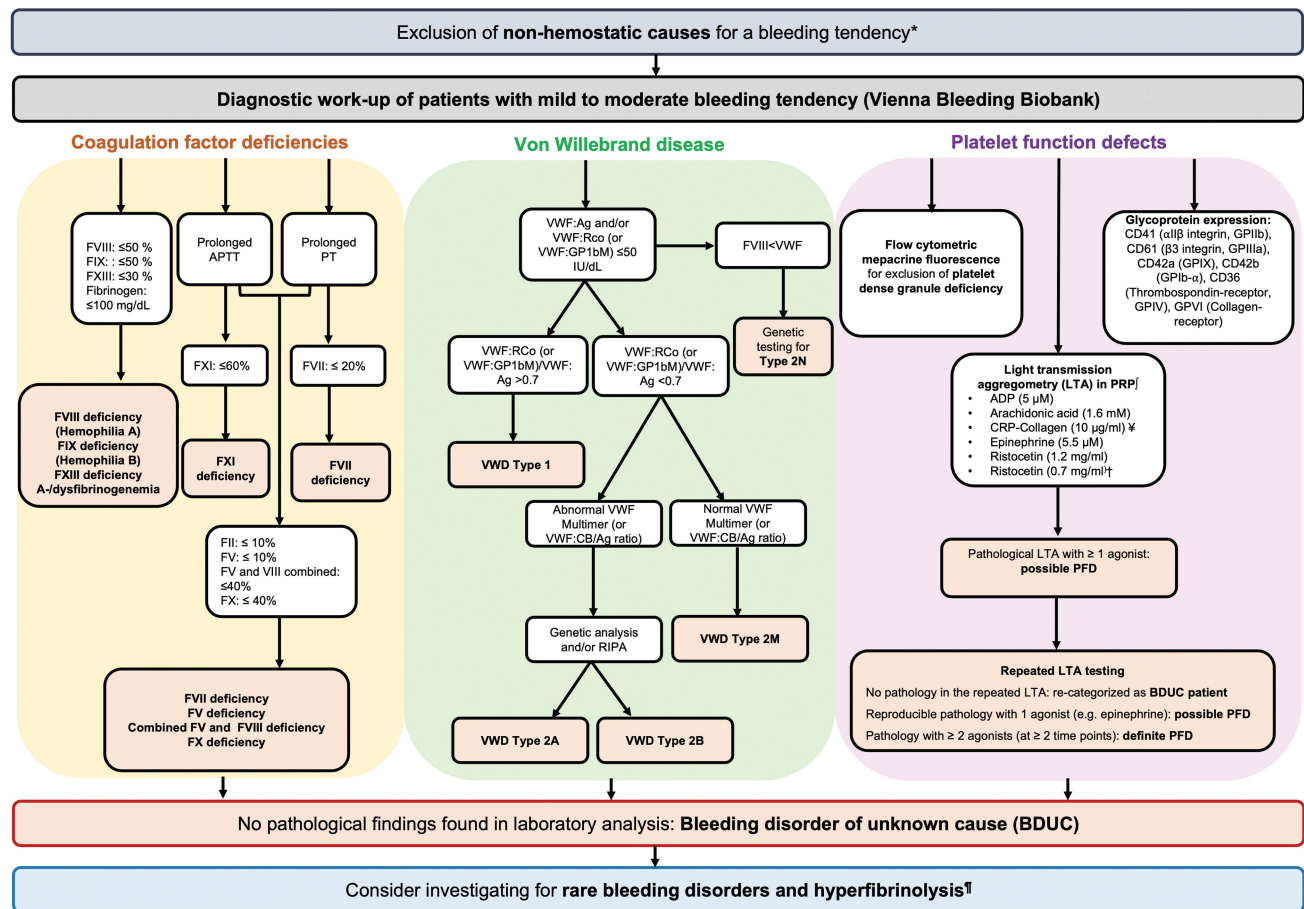 Exclusion of non-hemostatic causes for a bleeding tendency*
Diagnostic work-up of patients with mild to moderate bleeding tendency (Vienna Bleeding Biobank)
Coagulation factor deficiencies
FVIII: ≤50 %
FIX: : ≤50 %
FXIII: ≤30 %
Fibrinogen:
≤100 mg/dL
Prolonged
APTT
Prolonged
PT
FXI: ≤60%
FVII: ≤ 20%
FVIII deficiency
(Hemophilia A)
FIX deficiency
(Hemophilia B)
FXIII deficiency
A-/dysfibrinogenemia
FXI
deficiency
FVII
deficiency
FII: ≤ 10%
FV: ≤ 10%
FV and VIII combined:
≤40%
FX: ≤ 40%
FVII deficiency
FV deficiency
Combined FV and FVIII deficiency
FX deficiency
Von Willebrand disease
VWF:Ag and/or
VWF:Rco (or
VWF:GP1bM) ≤50
IU/dL
FVIII<VWF
Genetic
testing for
Type 2N
VWF:RCo (or
VWF:GP1bM)/VWF:
Ag >0.7
VWF:RCo (or
VWF:GP1bM)/VWF:
Ag <0.7
VWD Type 1
Abnormal VWF
Multimer (or
VWF:CB/Ag ratio)
Normal VWF
Multimer (or
VWF:CB/Ag ratio)
Genetic analysis
and/or RIPA
VWD Type 2M
VWD Type 2A
VWD Type 2B
Platelet function defects
Flow cytometric
mepacrine fluorescence
for exclusion of platelet
dense granule deficiency
Glycoprotein expression:
CD41 (αIIβ integrin, GPIIb),
CD61 (β3 integrin, GPIIIa),
CD42a (GPIX), CD42b
(GPIb-α), CD36
(Thrombospondin-receptor,
GPIV), GPVI (Collagen-
receptor)
Light transmission
aggregometry (LTA) in PRP∫
• ADP (5 µM)
• Arachidonic acid (1.6 mM)
• CRP-Collagen (10 µg/ml) ¥
• Epinephrine (5.5 µM)
• Ristocetin (1.2 mg/ml)
• Ristocetin (0.7 mg/ml)†
Pathological LTA with ≥ 1 agonist:
possible PFD
Repeated LTA testing
No pathology in the repeated LTA: re-categorized as BDUC patient
Reproducible pathology with 1 agonist (e.g. epinephrine): possible PFD
Pathology with ≥ 2 agonists (at ≥ 2 time points): definite PFD
No pathological findings found in laboratory analysis: Bleeding disorder of unknown cause (BDUC)
Consider investigating for rare bleeding disorders and hyperfibrinolysis¶